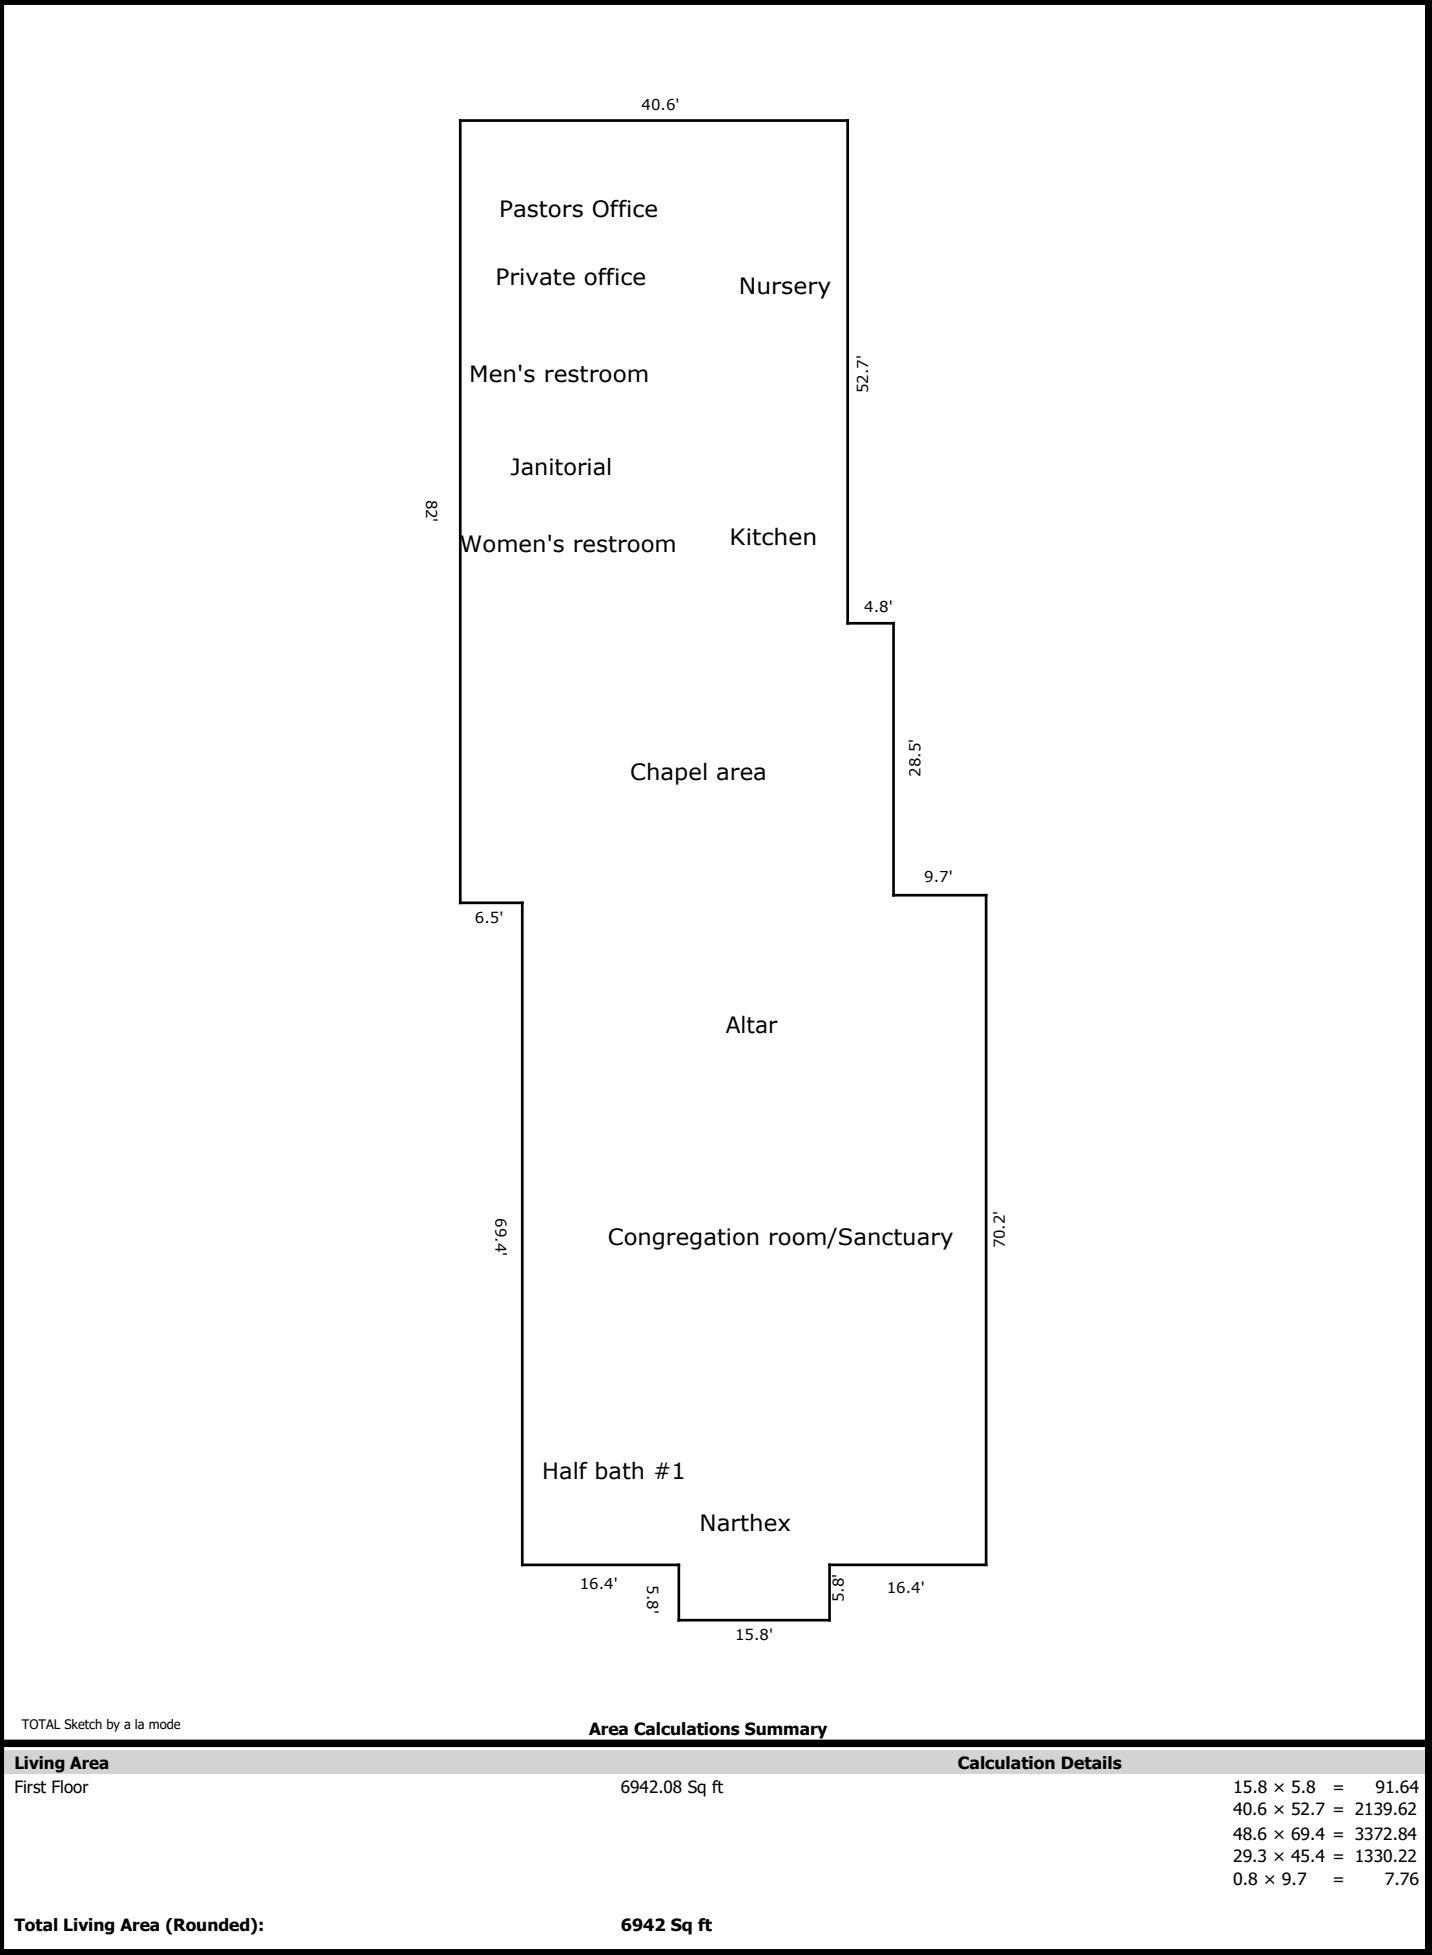 40.6'
Pastors Office
Private office
Nursery
Men's restroom
52.7'
Janitorial
82'
Women's restroom
Kitchen
4.8'
28.5'
Chapel area
9.7'
6.5'
Altar
69.4'
Congregation room/Sanctuary
70.2'
Half bath #1
Narthex
16.4'
5.8'
5.8'
16.4'
15.8'
TOTAL Sketch by a la mode
Area Calculations Summary
Living Area Calculation Details
First Floor 6942.08 Sq ft 15.8 × 5.8 = 91.64
40.6 × 52.7 = 2139.62
48.6 × 69.4 = 3372.84
29.3 × 45.4 = 1330.22
0.8 × 9.7 = 7.76
Total Living Area (Rounded): 6942 Sq ft